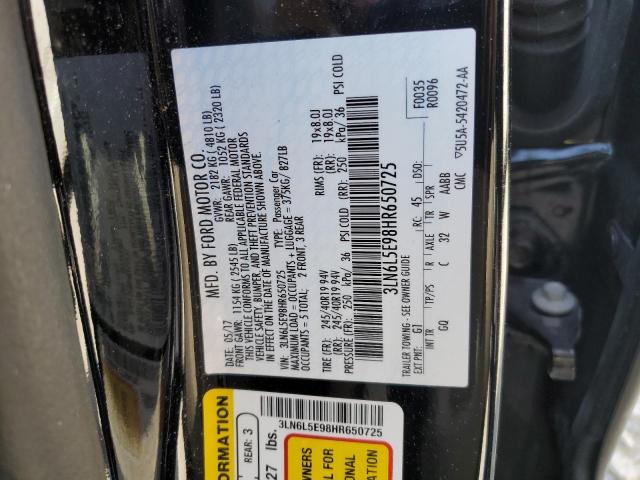 MFD. BY FORD MOTOR CO.
DATE: 05/17 GVWR: 2182 KG ( 4810 LB)
FRONT GAWR: 1154 KG ( 2545 LB) REAR GAWR: 1052 KG ( 2320 LB)
THIS VEHICLE CONFORMS TO ALL APPLICABLE FEDERAL MOTOR
VEHICLE SAFETY, BUMPER, AND THEFT PREVENTION STANDARDS
IN EFFECT ON THE DATE OF MANUFACTURE SHOWN ABOVE.
VIN: 3LN6L5E98HR650725 TYPE: Passenger Car
MAXIMUM LOAD = OCCUPANTS + LUGGAGE = 375KG/ 827LB
OCCUPANTS = 5 TOTAL: 2 FRONT, 3 REAR
TIRE (FR): 245/40R19 94V RIMS (FR): 19x8.0J
(RR): 245/40R19 94V (RR): 19x8.0J
PRESSURE (FR): 250 kPa/ 36 PSI COLD (RR): 250 kPa/ 36 PSI COLD
3LN6L5E98HR650725
F0035
R0096
TRAILER TOWING - SEE OWNER GUIDE
EXT PNT: G1 RC: 45 DSO:
INT TR TP/PS R AXLE TR SPR
C 32 W AABB
CMC ▽5U5A-5420472-AA
3LN6L5E98HR650725
FORMATION
REAR: 3
27 lbs.
OWNERS
L FOR
IONAL